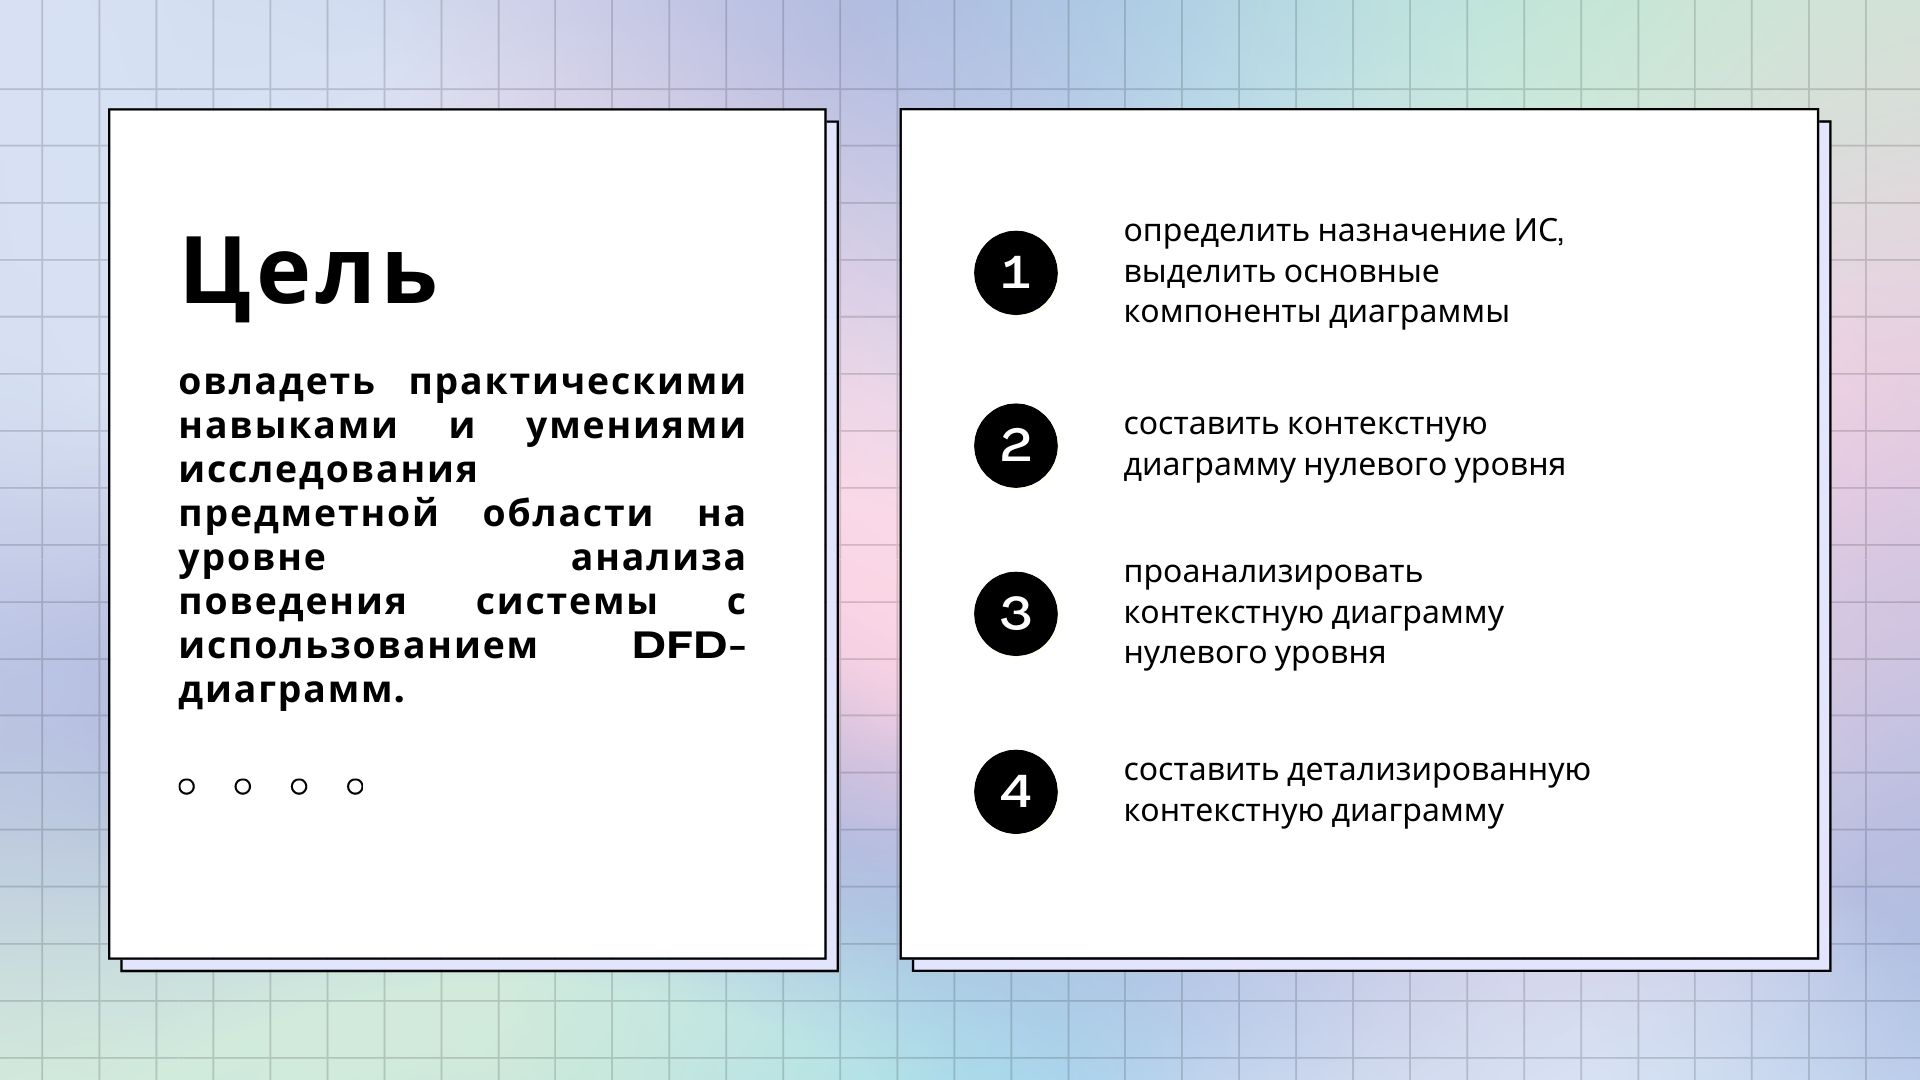 Цель
овладеть практическими
навыками и умениями
исследования
предметной области на
уровне анализа
поведения системы с
использованием DFD-
диаграмм.
1
определить назначение ИС,
выделить основные
компоненты диаграммы
2
составить контекстную
диаграмму нулевого уровня
3
проанализировать
контекстную диаграмму
нулевого уровня
4
составить детализированную
контекстную диаграмму